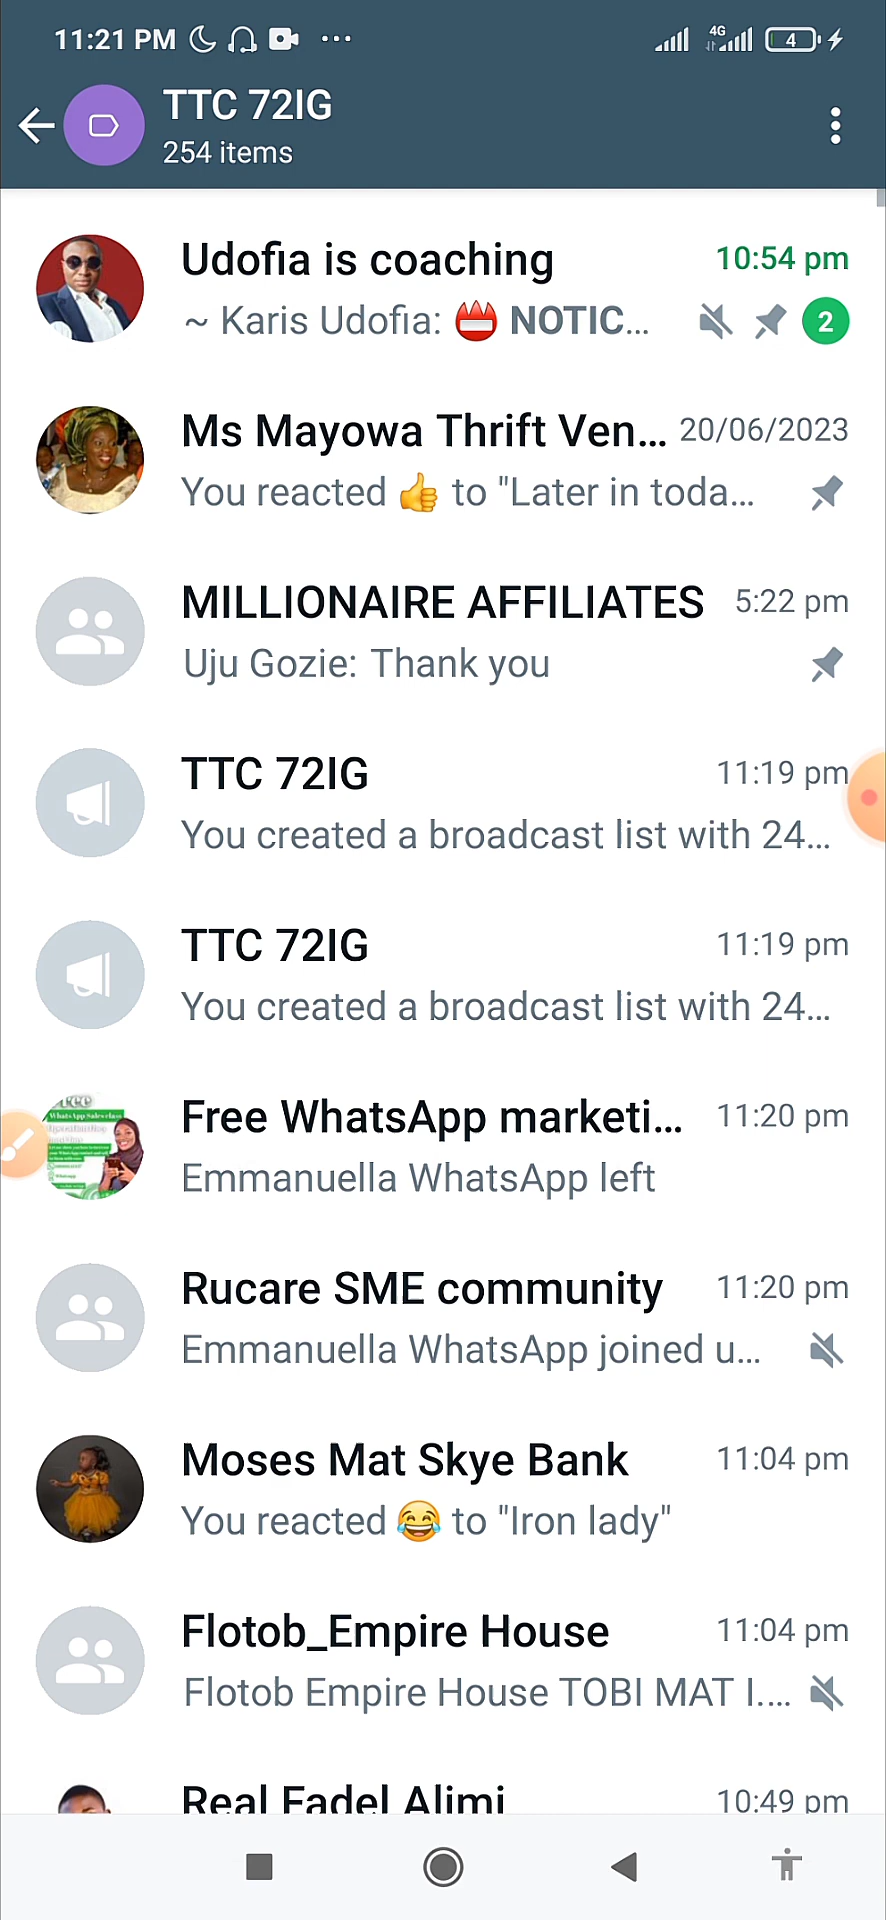 11:21 PM
4G
4
TTC 72IG
254 items
Udofia is coaching 10:54 pm
~ Karis Udofia: 📛 NOTIC... 2
Ms Mayowa Thrift Ven... 20/06/2023
You reacted 👍 to "Later in toda...
MILLIONAIRE AFFILIATES 5:22 pm
Uju Gozie: Thank you
TTC 72IG 11:19 pm
You created a broadcast list with 24...
TTC 72IG 11:19 pm
You created a broadcast list with 24...
WhatsApp Sales class
Free WhatsApp marketi... 11:20 pm
Emmanuella WhatsApp left
Rucare SME community 11:20 pm
Emmanuella WhatsApp joined u...
Moses Mat Skye Bank 11:04 pm
You reacted 😂 to "Iron lady"
Flotob_Empire House 11:04 pm
Flotob Empire House TOBI MAT I....
Real Fadel Alimi 10:49 pm